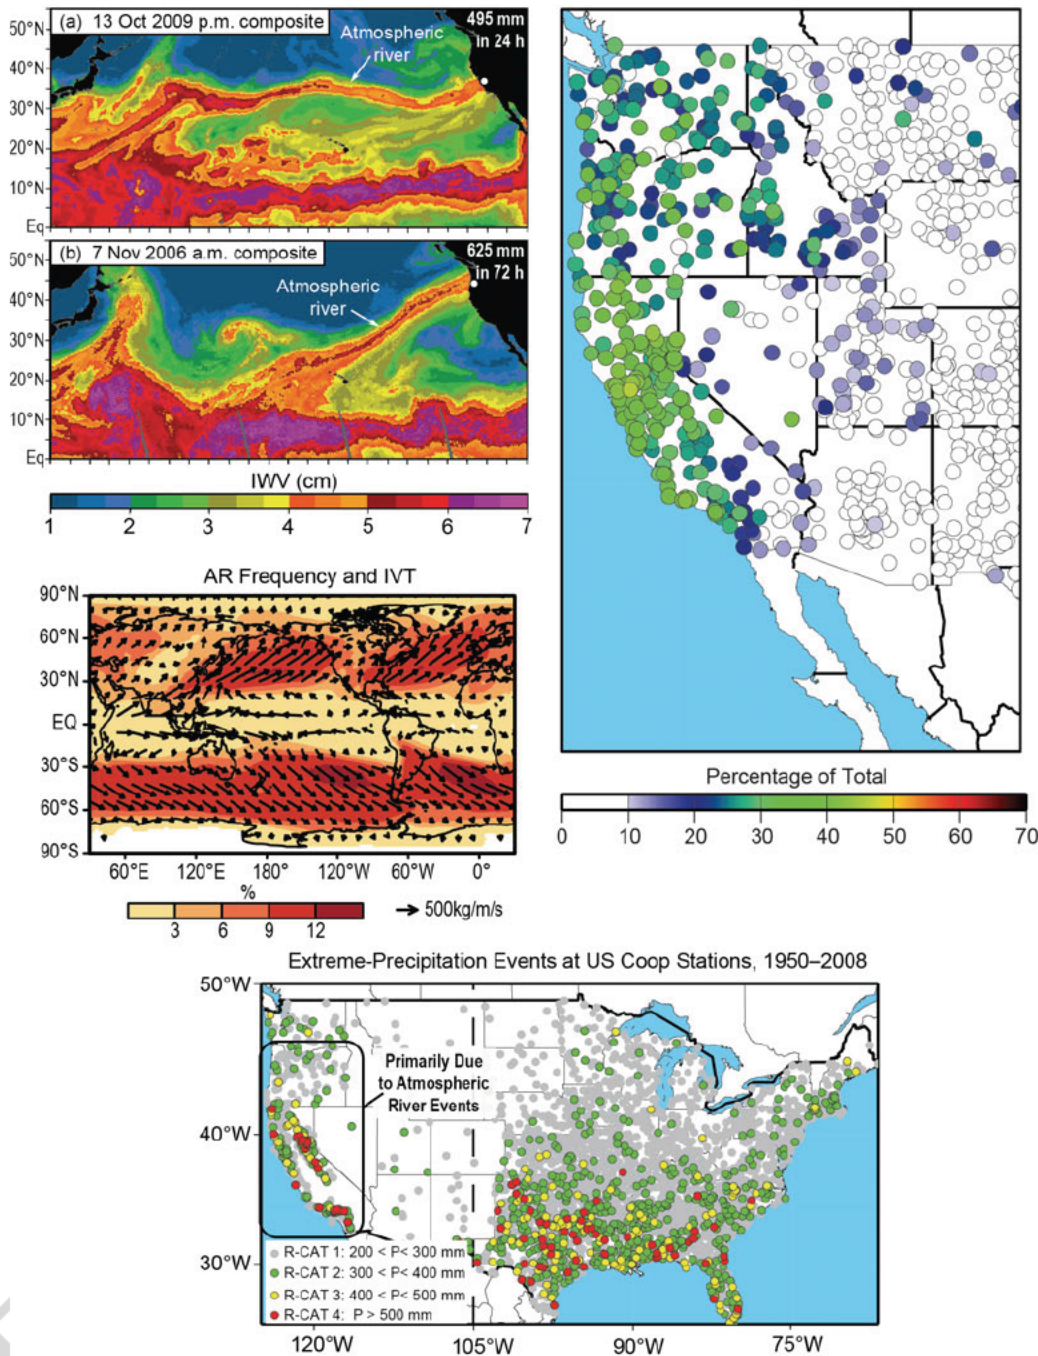 (a) 13 Oct 2009 p.m. composite
495 mm
in 24 h
Atmospheric
river
50°N
40°N
30°N
20°N
10°N
Eq
(b) 7 Nov 2006 a.m. composite
625 mm
in 72 h
Atmospheric
river
50°N
40°N
30°N
20°N
10°N
Eq
IWV (cm)
1 2 3 4 5 6 7
Percentage of Total
0 10 20 30 40 50 60 70
AR Frequency and IVT
90°N
60°N
30°N
EQ
30°S
60°S
90°S
60°E 120°E 180° 120°W 60°W 0°
%
3 6 9 12
500kg/m/s
Extreme-Precipitation Events at US Coop Stations, 1950–2008
50°W
40°W
30°W
Primarily Due
to Atmospheric
River Events
R-CAT 1: 200 < P< 300 mm
R-CAT 2: 300 < P< 400 mm
R-CAT 3: 400 < P< 500 mm
R-CAT 4: P > 500 mm
120°W 105°W 90°W 75°W